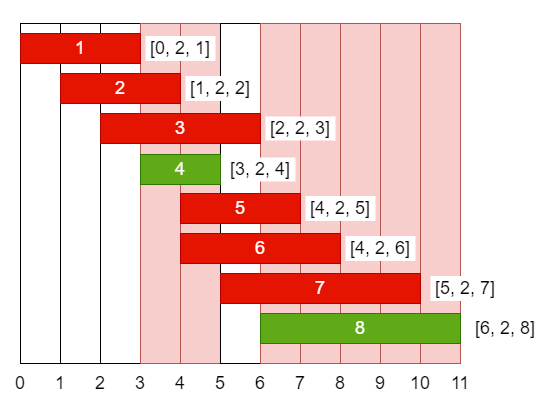 1 [0, 2, 1]
2 [1, 2, 2]
3 [2, 2, 3]
4 [3, 2, 4]
5 [4, 2, 5]
6 [4, 2, 6]
7 [5, 2, 7]
8 [6, 2, 8]
0 1 2 3 4 5 6 7 8 9 10 11